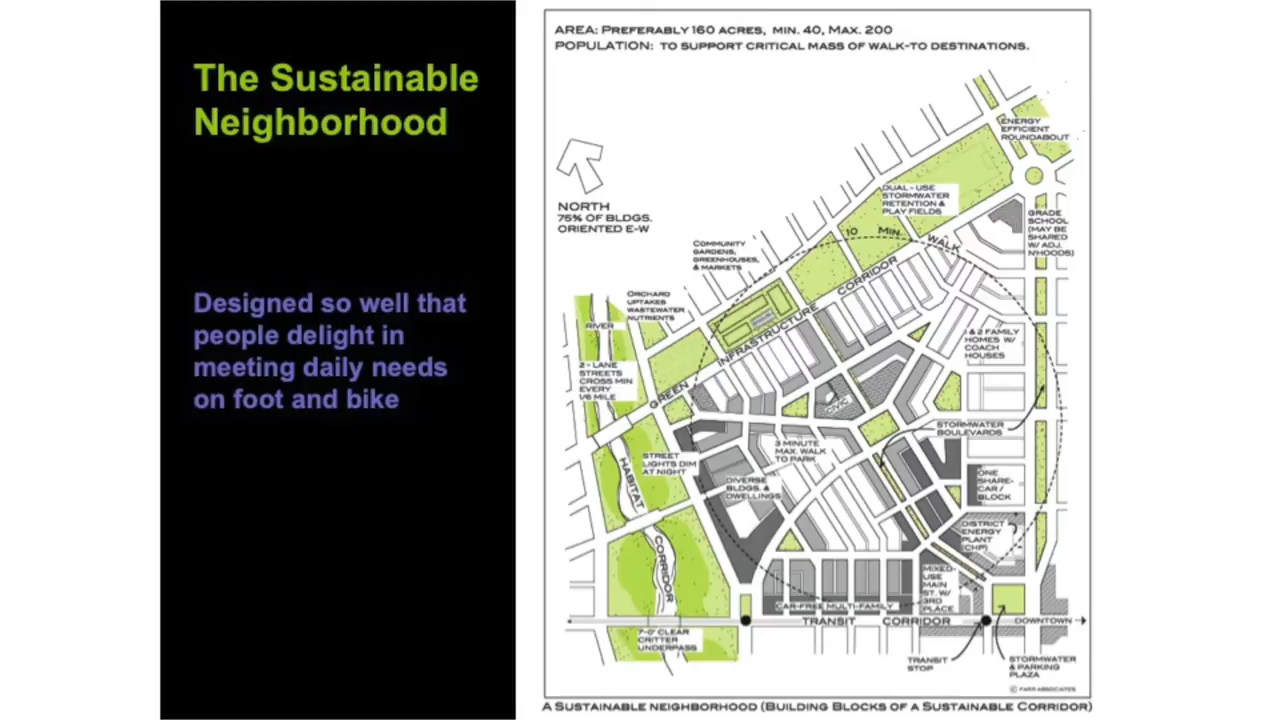 The Sustainable
Neighborhood
Designed so well that
people delight in
meeting daily needs
on foot and bike
AREA: PREFERABLY 160 ACRES, MIN. 40, MAX. 200
POPULATION: TO SUPPORT CRITICAL MASS OF WALK-TO DESTINATIONS.
ENERGY
EFFICIENT
ROUNDABOUT
NORTH
75% OF BLDGS.
ORIENTED E-W
DUAL - USE
STORMWATER
RETENTION &
PLAY FIELDS
GRADE
SCHOOL
(MAY BE
SHARED
W/ ADJ.
N'HOODS)
10 MIN. WALK
COMMUNITY
GARDENS,
GREENHOUSES,
& MARKETS
ORCHARD
UPTAKES
WASTEWATER
NUTRIENTS
GREEN INFRASTRUCTURE CORRIDOR
RIVER
2 - LANE
STREETS
CROSS MIN
EVERY
1/6 MILE
1 & 2 FAMILY
HOMES W/
COACH
HOUSES
CIVIC
STORMWATER
BOULEVARDS
3 MINUTE
MAX. WALK
TO PARK
STREET
LIGHTS DIM
AT NIGHT
HABITAT CORRIDOR
DIVERSE
BLDGS. &
DWELLINGS
ONE
SHARE-
CAR /
BLOCK
DISTRICT
ENERGY
PLANT
(CHP)
MIXED-
USE MAIN
ST. W/
3RD
PLACE
CAR-FREE MULTI-FAMILY
TRANSIT CORRIDOR
DOWNTOWN
7'-0" CLEAR
CRITTER
UNDERPASS
TRANSIT
STOP
STORMWATER
& PARKING
PLAZA
© FARR ASSOCIATES
A SUSTAINABLE NEIGHBORHOOD (BUILDING BLOCKS OF A SUSTAINABLE CORRIDOR)